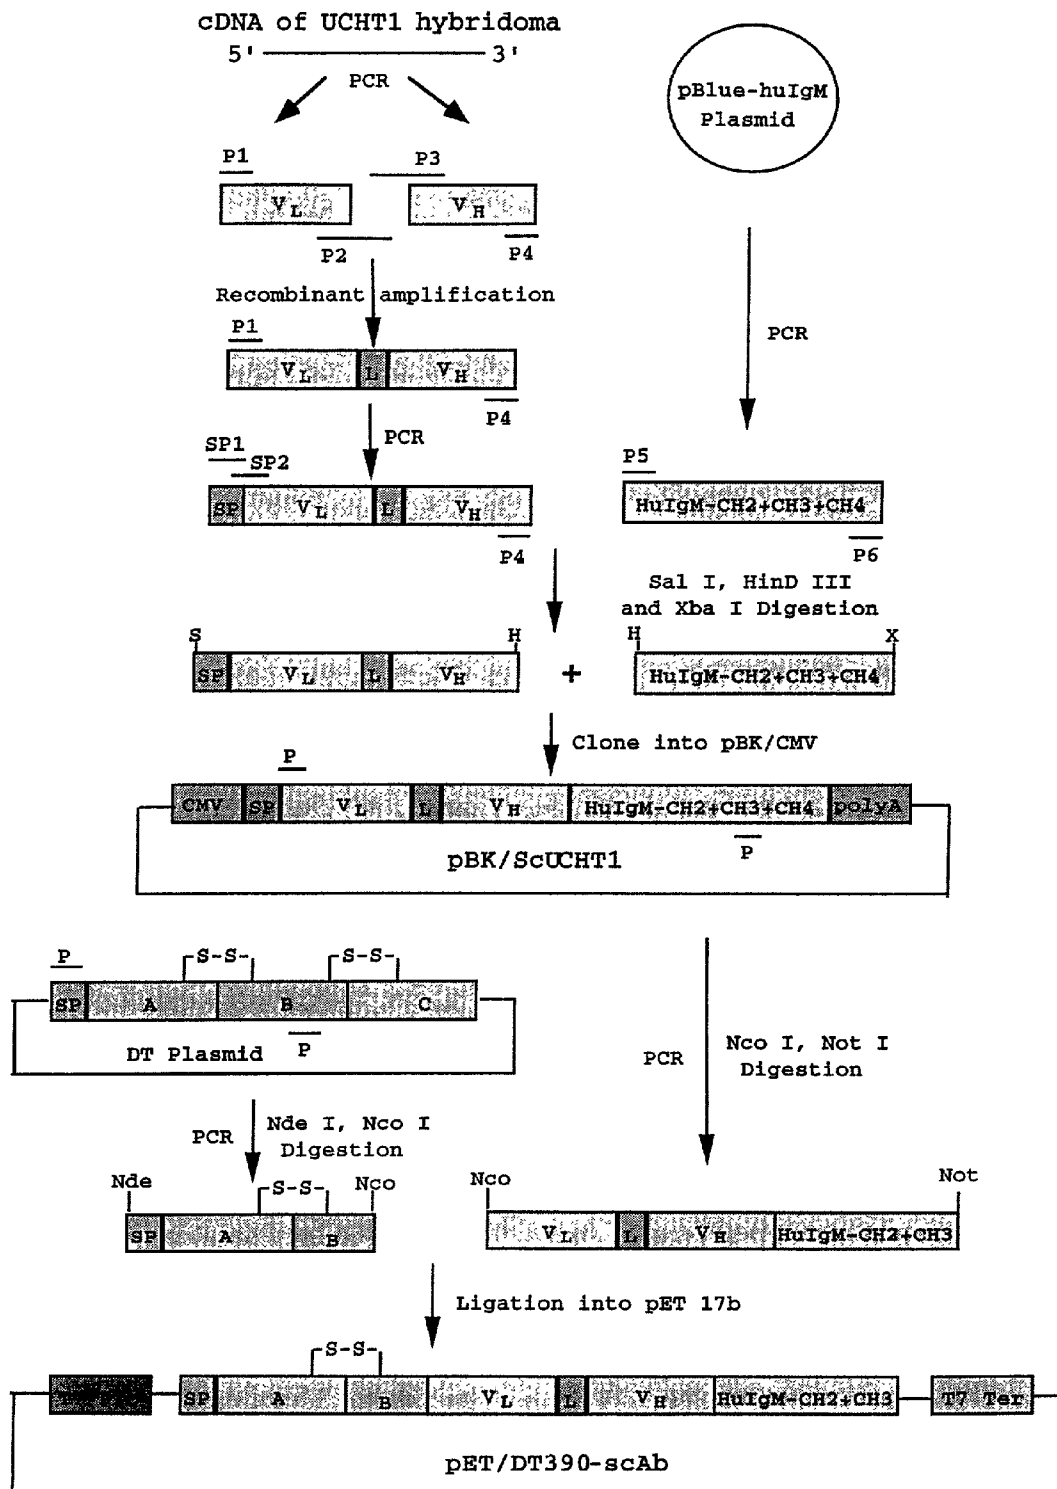 cDNA of UCHT1 hybridoma
5' 3'
PCR
pBlue-huIgM
Plasmid
P1 P3
VL VH
P2 P4
Recombinant amplification
PCR
P1
VL L VH
P4
PCR
SP1
SP2
SP VL L VH
P4
P5
HuIgM-CH2+CH3+CH4
P6
Sal I, HinD III
and Xba I Digestion
S H
SP VL L VH
+
H X
HuIgM-CH2+CH3+CH4
Clone into pBK/CMV
P
CMV SP VL L VH HuIgM-CH2+CH3+CH4 polyA
P
pBK/ScUCHT1
P
S-S- S-S-
SP A B C
P
DT Plasmid
PCR
Nco I, Not I
Digestion
PCR
Nde I, Nco I
Digestion
Nde S-S- Nco
SP A B
Nco Not
VL L VH HuIgM-CH2+CH3
Ligation into pET 17b
S-S-
SP A B VL L VH HuIgM-CH2+CH3 T7 Ter
pET/DT390-scAb